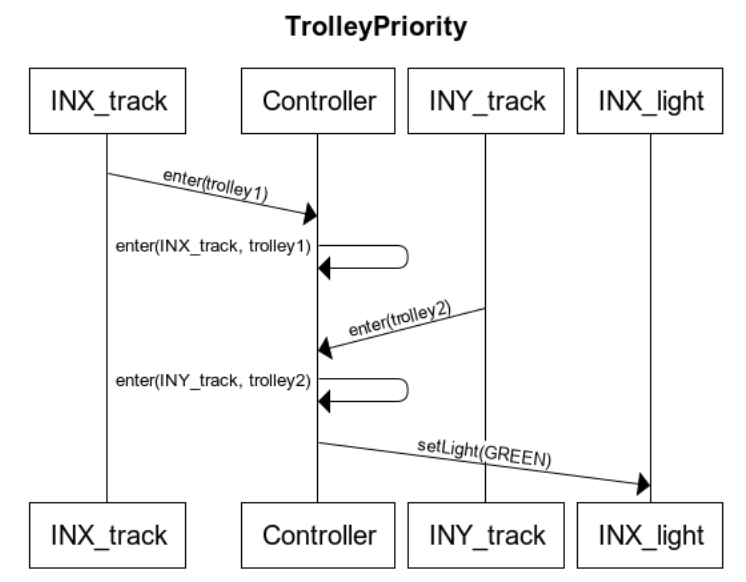 TrolleyPriority
INX_track
Controller
INY_track
INX_light
enter(trolley1)
enter(INX_track, trolley1)
enter(trolley2)
enter(INY_track, trolley2)
setLight(GREEN)
INX_track
Controller
INY_track
INX_light